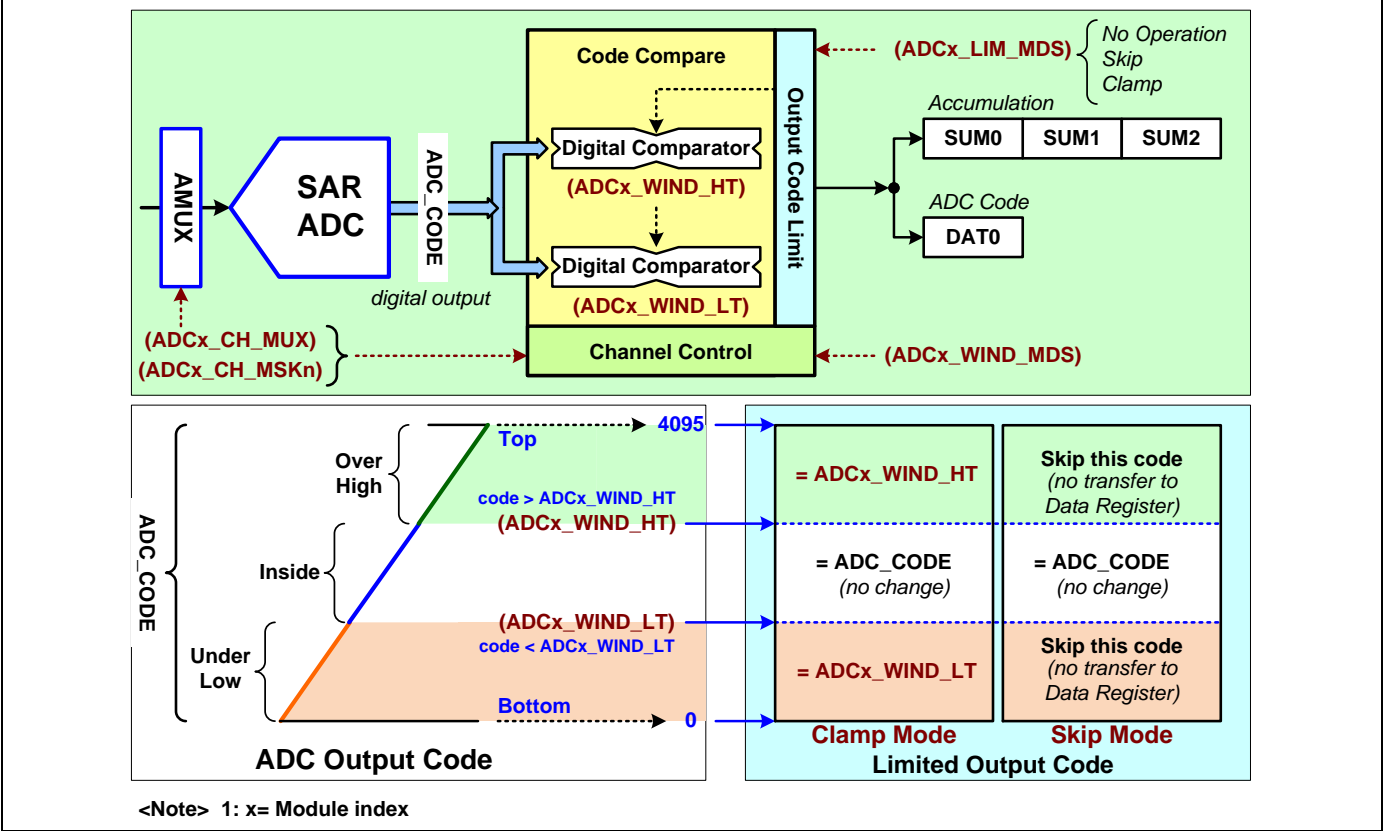 Code Compare
(ADCx_LIM_MDS)
No Operation
Skip
Clamp
Output Code Limit
Accumulation
SUM0 SUM1 SUM2
AMUX
SAR
ADC
ADC_CODE
digital output
Digital Comparator
(ADCx_WIND_HT)
Digital Comparator
(ADCx_WIND_LT)
ADC Code
DAT0
(ADCx_CH_MUX)
(ADCx_CH_MSKn)
Channel Control
(ADCx_WIND_MDS)
ADC_CODE
Over
High
Inside
Under
Low
Top
4095
code > ADCx_WIND_HT
(ADCx_WIND_HT)
(ADCx_WIND_LT)
code < ADCx_WIND_LT
Bottom
0
ADC Output Code
= ADCx_WIND_HT
= ADC_CODE
(no change)
= ADCx_WIND_LT
Clamp Mode
Skip this code
(no transfer to
Data Register)
= ADC_CODE
(no change)
Skip this code
(no transfer to
Data Register)
Skip Mode
Limited Output Code
<Note> 1: x= Module index